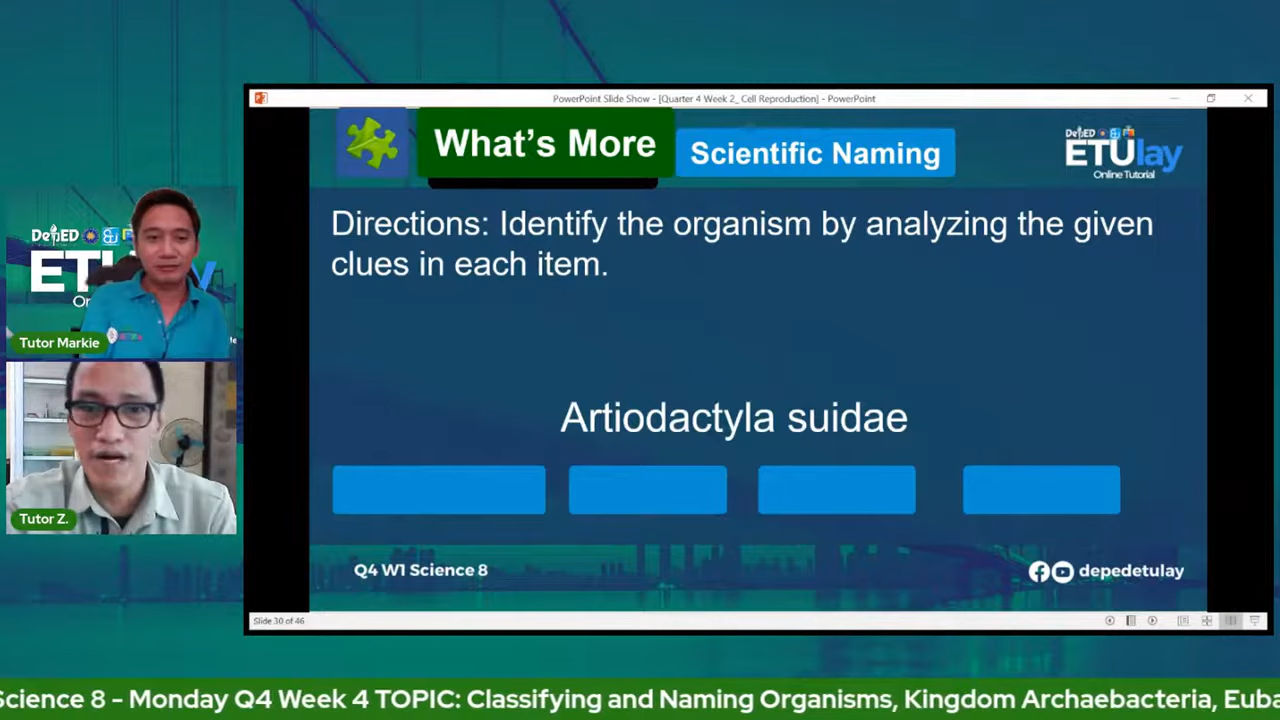 PowerPoint Slide Show - [Quarter 4 Week 2_ Cell Reproduction] - PowerPoint
What's More
Scientific Naming
DepED
ETUlay
Online Tutorial
Directions: Identify the organism by analyzing the given
clues in each item.
DepED
Tutor Markie
Artiodactyla suidae
Tutor Z.
Q4 W1 Science 8
depedetulay
Slide 30 of 46
Science 8 - Monday Q4 Week 4 TOPIC: Classifying and Naming Organisms, Kingdom Archaebacteria, Euba